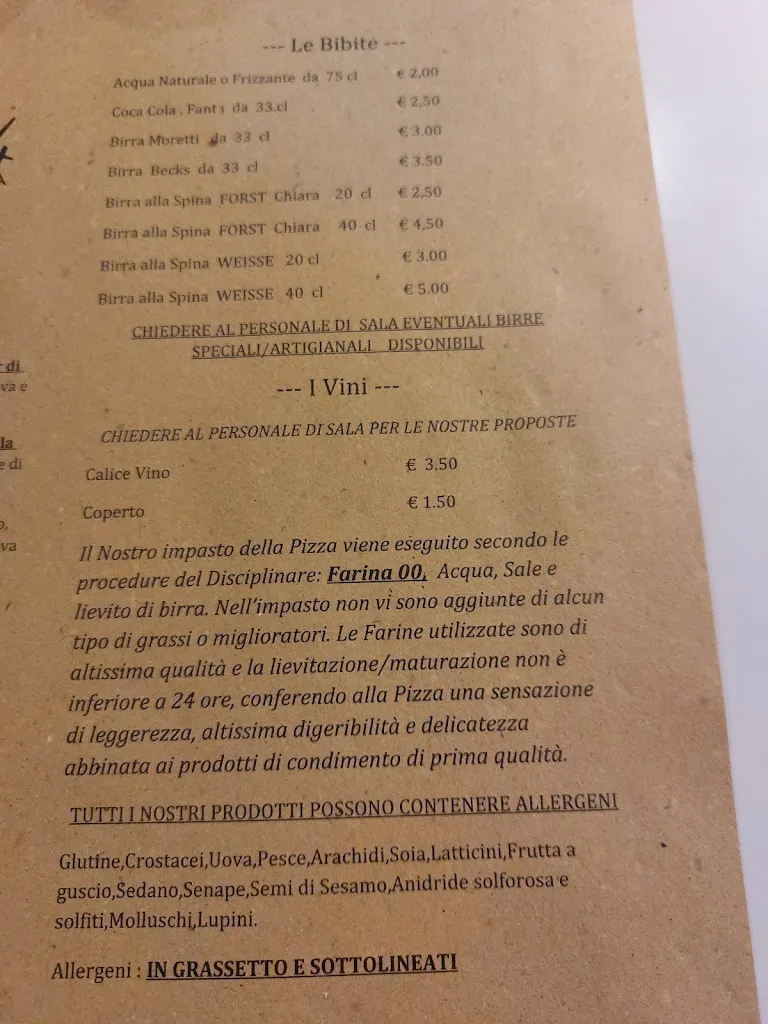 --- Le Bibite ---
Acqua Naturale o Frizzante da 75 cl € 2,00
Coca Cola . Fanta da 33.cl € 2,50
Birra Moretti da 33 cl € 3.00
Birra Becks da 33 cl € 3.50
Birra alla Spina FORST Chiara 20 cl € 2,50
Birra alla Spina FORST Chiara 40 cl € 4,50
Birra alla Spina WEISSE 20 cl € 3.00
Birra alla Spina WEISSE 40 cl € 5.00
CHIEDERE AL PERSONALE DI SALA EVENTUALI BIRRE
SPECIALI/ARTIGIANALI DISPONIBILI
--- I Vini ---
CHIEDERE AL PERSONALE DI SALA PER LE NOSTRE PROPOSTE
Calice Vino € 3.50
Coperto € 1.50
Il Nostro impasto della Pizza viene eseguito secondo le
procedure del Disciplinare: Farina 00, Acqua, Sale e
lievito di birra. Nell'impasto non vi sono aggiunte di alcun
tipo di grassi o miglioratori. Le Farine utilizzate sono di
altissima qualità e la lievitazione/maturazione non è
inferiore a 24 ore, conferendo alla Pizza una sensazione
di leggerezza, altissima digeribilità e delicatezza
abbinata ai prodotti di condimento di prima qualità.
TUTTI I NOSTRI PRODOTTI POSSONO CONTENERE ALLERGENI
Glutine,Crostacei,Uova,Pesce,Arachidi,Soia,Latticini,Frutta a
guscio,Sedano,Senape,Semi di Sesamo,Anidride solforosa e
solfiti,Molluschi,Lupini.
Allergeni : IN GRASSETTO E SOTTOLINEATI